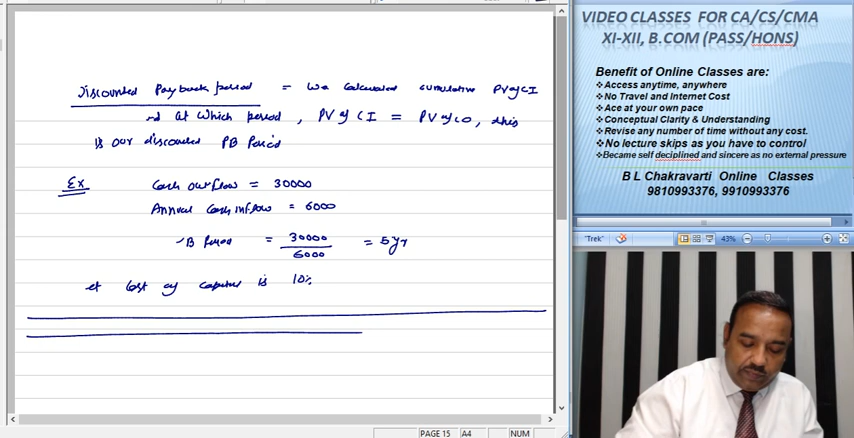 VIDEO CLASSES FOR CA/CS/CMA
XI-XII, B.COM (PASS/HONS)
Benefit of Online Classes are:
❖Access anytime, anywhere
❖No Travel and Internet Cost
❖Ace at your own pace
❖Conceptual Clarity & Understanding
❖Revise any number of time without any cost.
❖No lecture skips as you have to control
❖Became self deciplined and sincere as no external pressure
B L Chakravarti Online Classes
9810993376, 9910993376
Discounted Payback period = We Calculated cumulative PV of CI
at which period, PV of CI = PV of CO, this
is our discounted PB Period
Ex Cash outflow = 30000
Annual Cash inflow = 6000
B Period = 30000 / 6000 = 5 yr
Cost of capital is 10%
"Trek" 43%
PAGE 15 A4 NUM